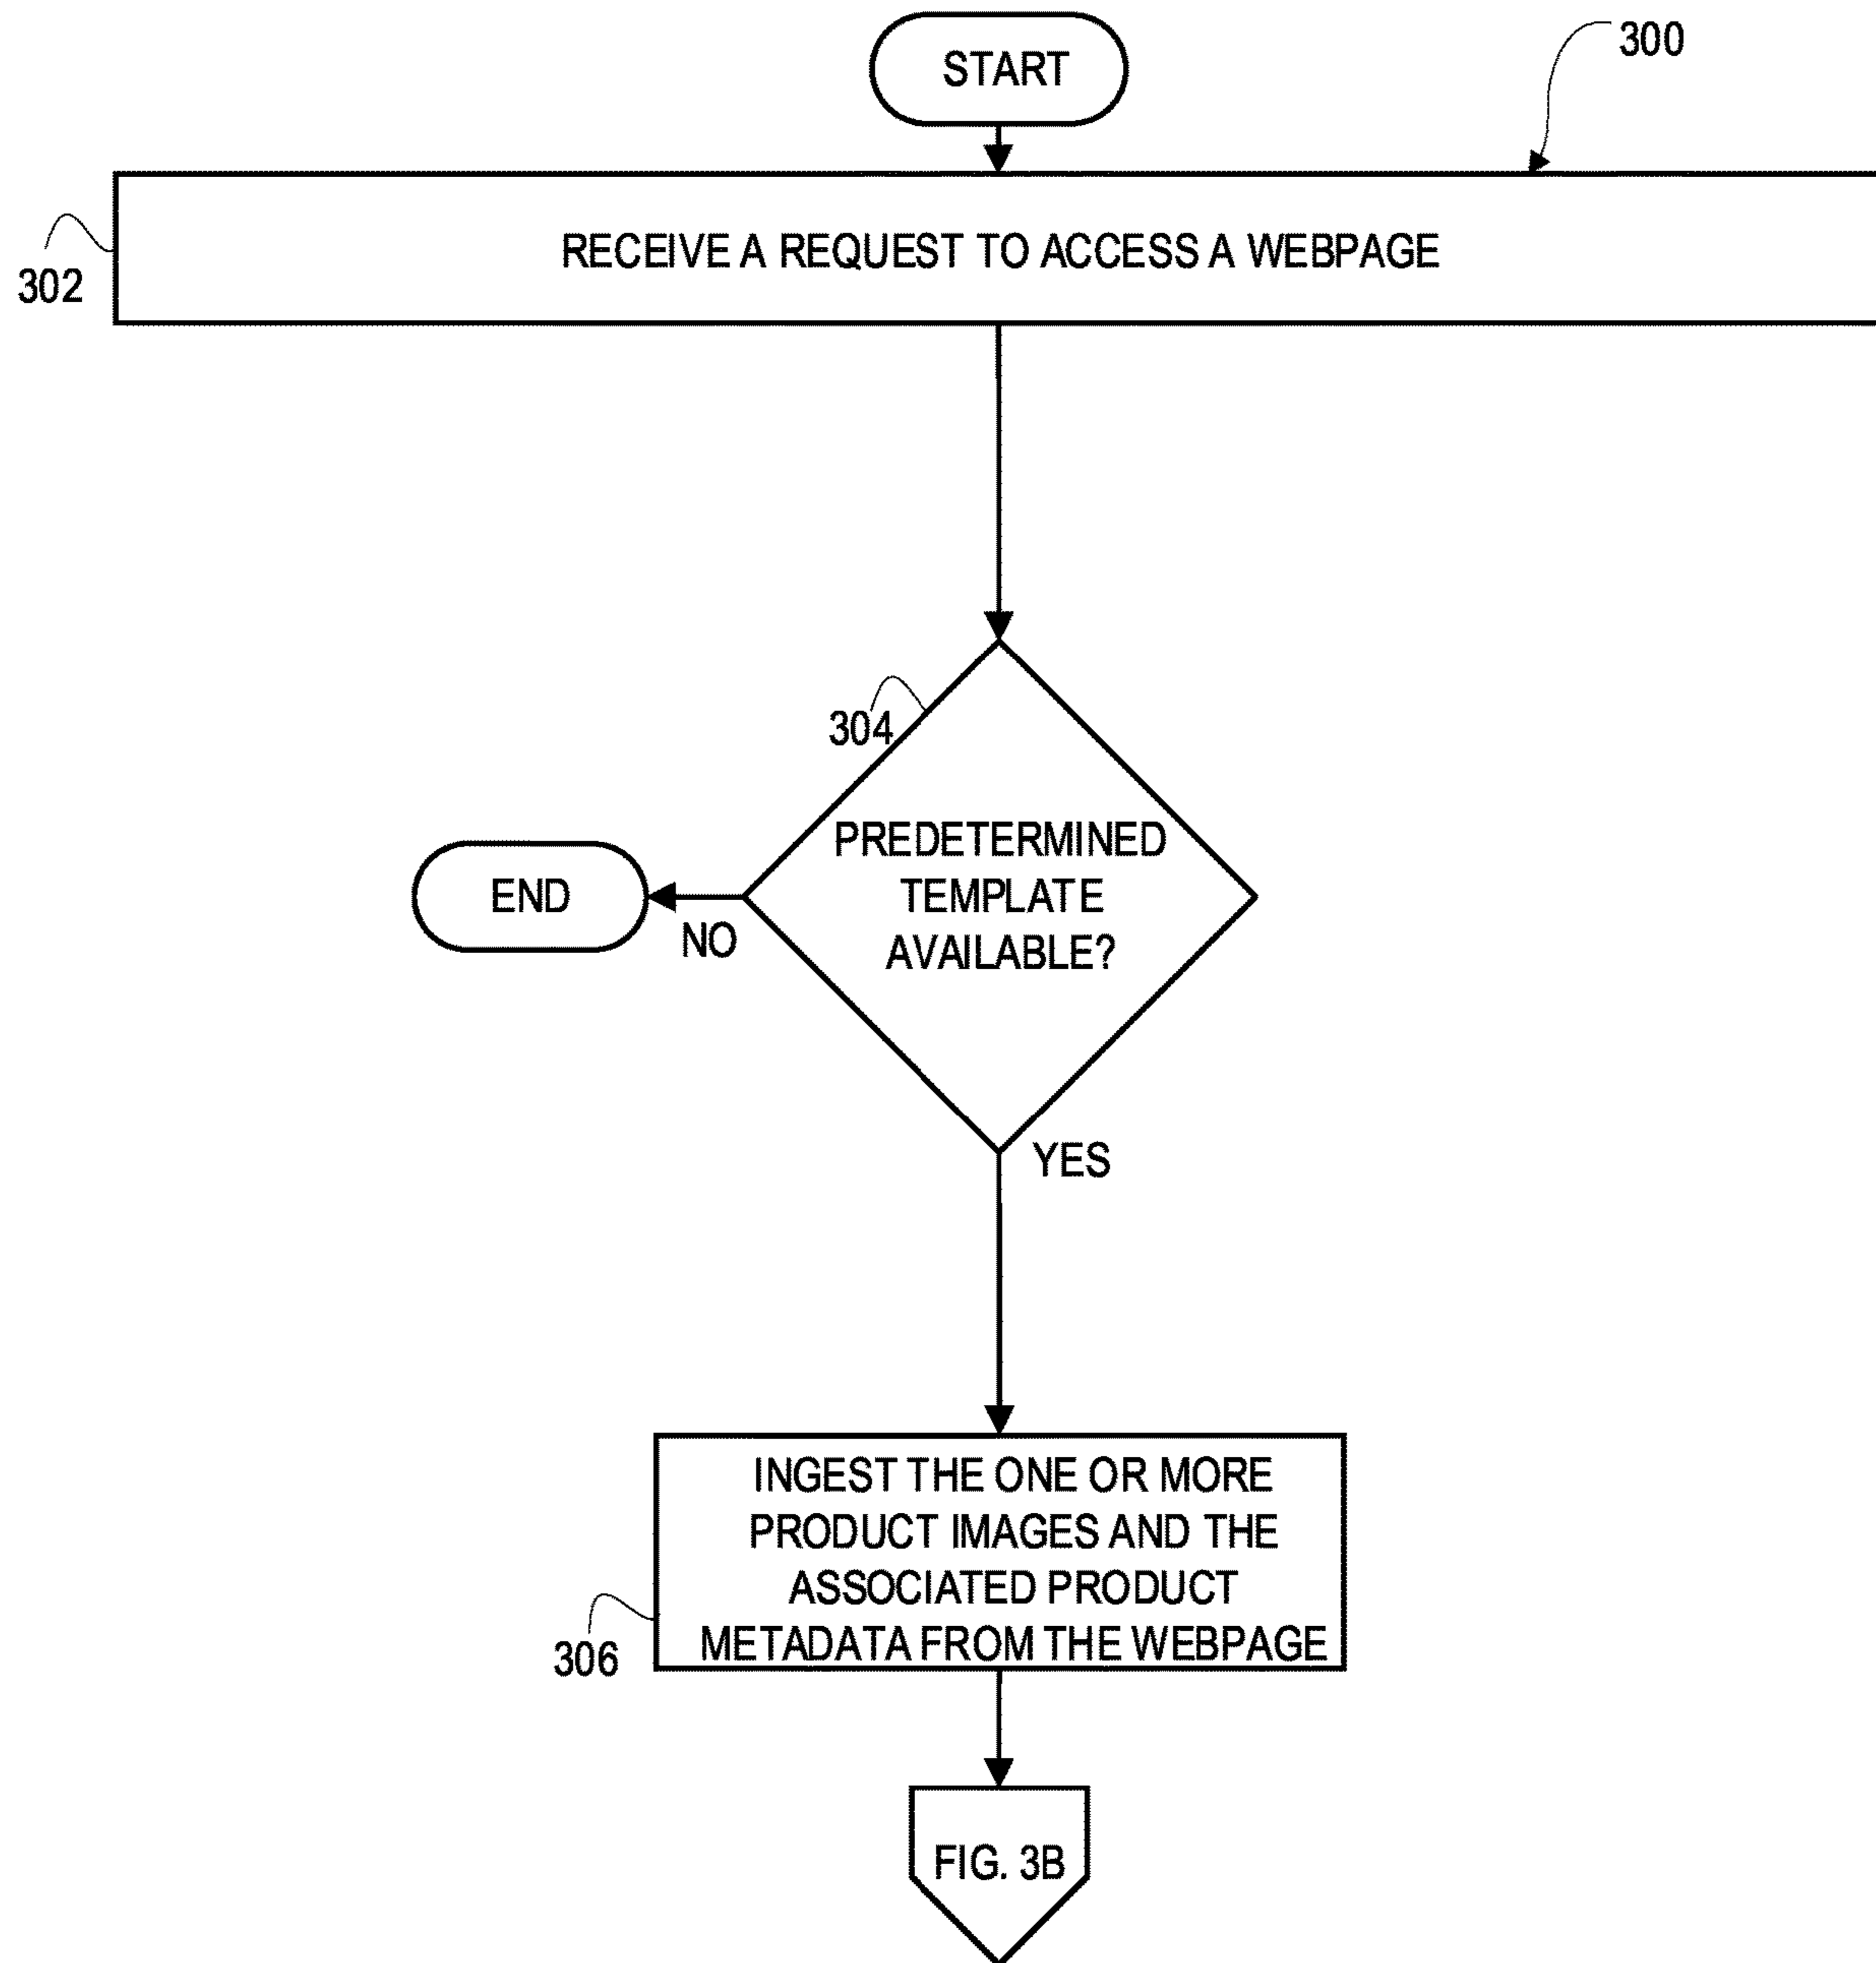 START
300
RECEIVE A REQUEST TO ACCESS A WEBPAGE
302
304
PREDETERMINED
TEMPLATE
AVAILABLE?
END
NO
YES
INGEST THE ONE OR MORE
PRODUCT IMAGES AND THE
ASSOCIATED PRODUCT
METADATA FROM THE WEBPAGE
306
FIG. 3B